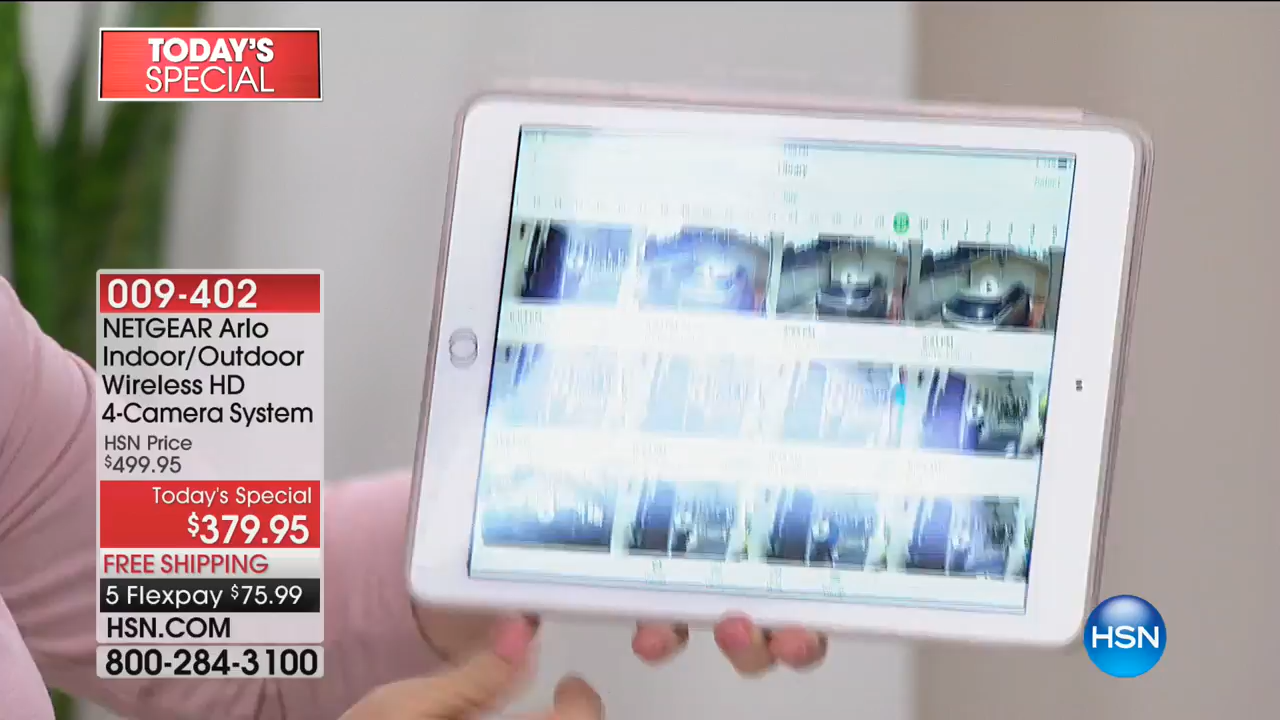 TODAY'S
SPECIAL
009-402
NETGEAR Arlo
Indoor/Outdoor
Wireless HD
4-Camera System
HSN Price
$499.95
Today's Special
$379.95
FREE SHIPPING
5 Flexpay $75.99
HSN.COM
800-284-3100
Library
HSN